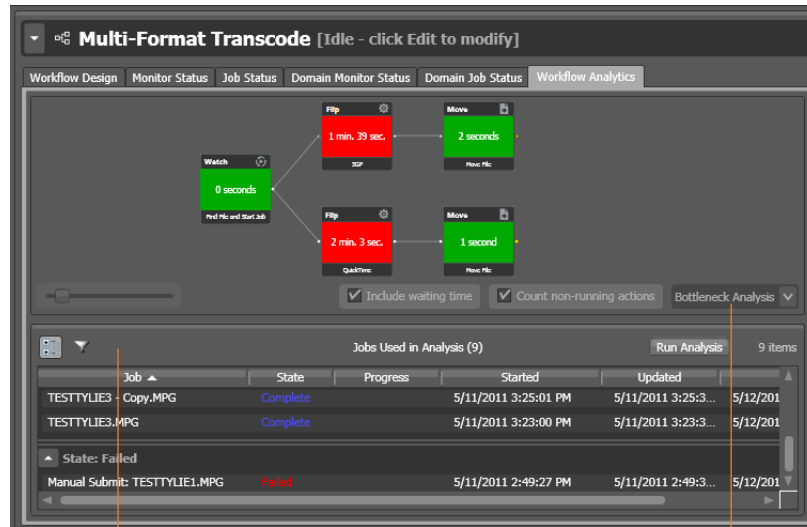 Multi-Format Transcode [Idle - click Edit to modify]
Workflow Design Monitor Status Job Status Domain Monitor Status Domain Job Status Workflow Analytics
Flip
1 min. 39 sec.
3GP
Move
2 seconds
Move File
Watch
0 seconds
Find File and Start Job
Flip
2 min. 3 sec.
QuickTime
Move
1 second
Move File
Include waiting time Count non-running actions Bottleneck Analysis
Jobs Used in Analysis (9) Run Analysis 9 items
Job State Progress Started Updated
TESTTYLIE3 - Copy.MPG Complete 5/11/2011 3:25:01 PM 5/11/2011 3:25:3... 5/12/201
TESTTYLIE3.MPG Complete 5/11/2011 3:23:00 PM 5/11/2011 3:23:3... 5/12/201
State: Failed
Manual Submit: TESTTYLIE1.MPG Failed 5/11/2011 2:49:27 PM 5/11/2011 2:49:3... 5/12/201